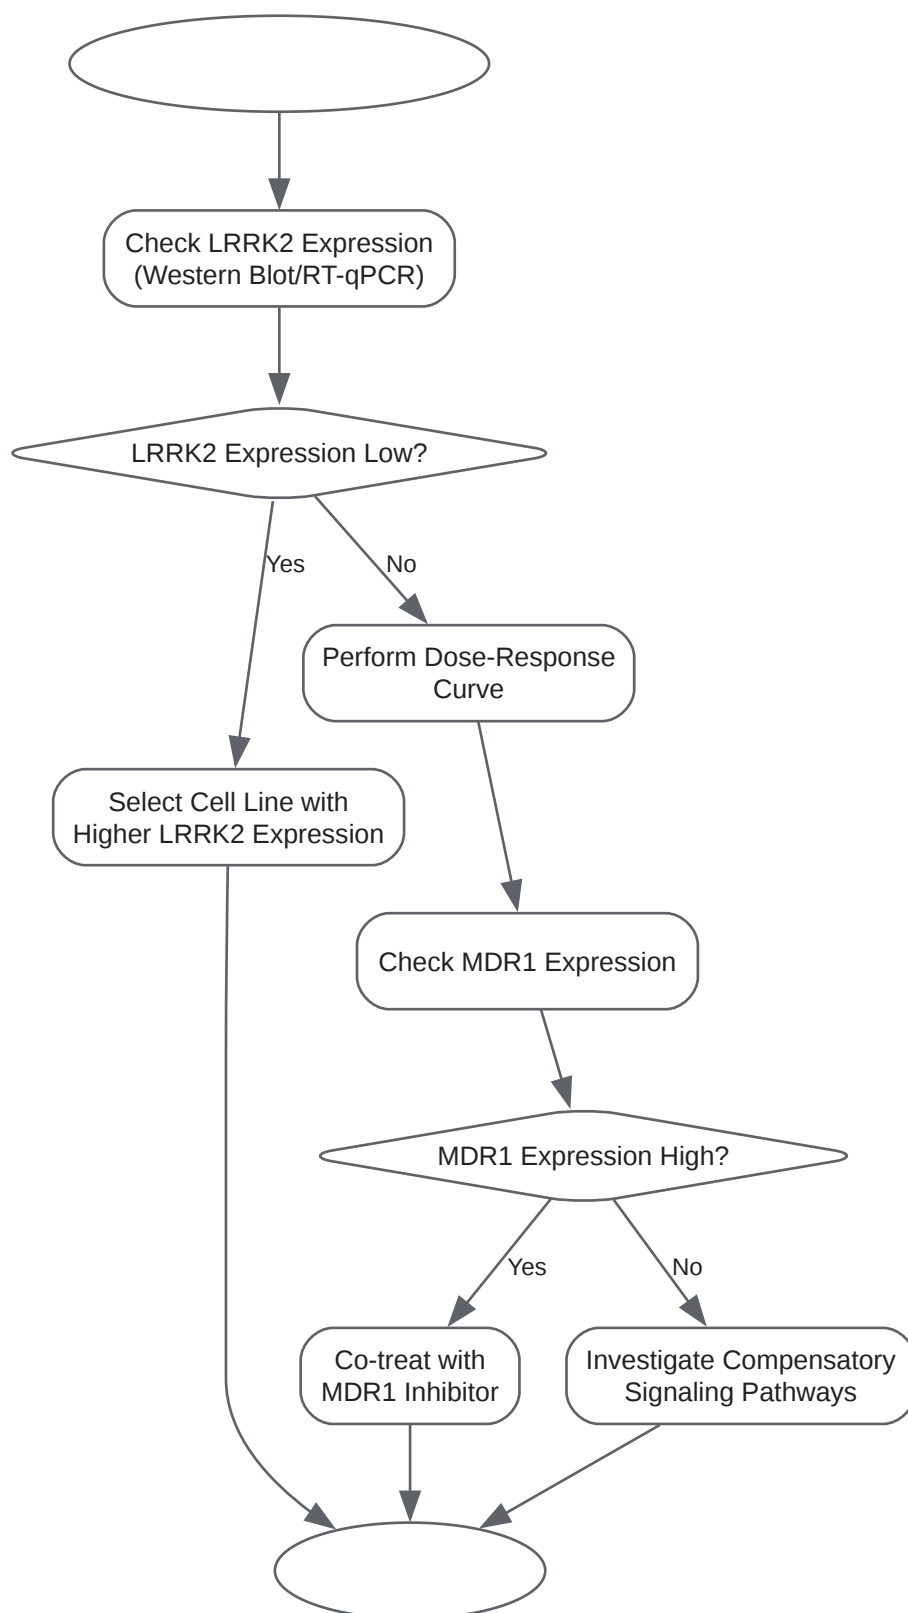 Check LRRK2 Expression
(Western Blot/RT-qPCR)
LRRK2 Expression Low?
Yes
No
Perform Dose-Response
Curve
Select Cell Line with
Higher LRRK2 Expression
Check MDR1 Expression
MDR1 Expression High?
Yes
No
Co-treat with
MDR1 Inhibitor
Investigate Compensatory
Signaling Pathways